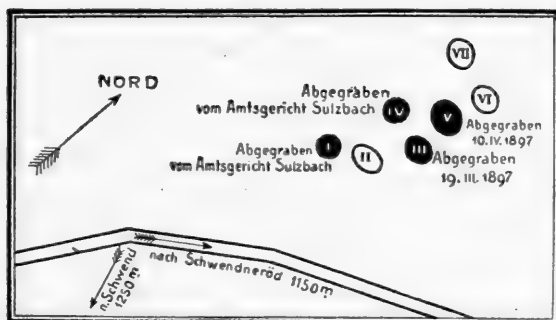 NORD
VII
Abgegraben
vom Amtsgericht Sulzbach
IV
V
VI
Abgegraben
10. IV. 1897
Abgegraben
vom Amtsgericht Sulzbach
I
II
III
Abgegraben
19. III. 1897
nach Schwendneröd 1150 m
n. Schwend
1250 m